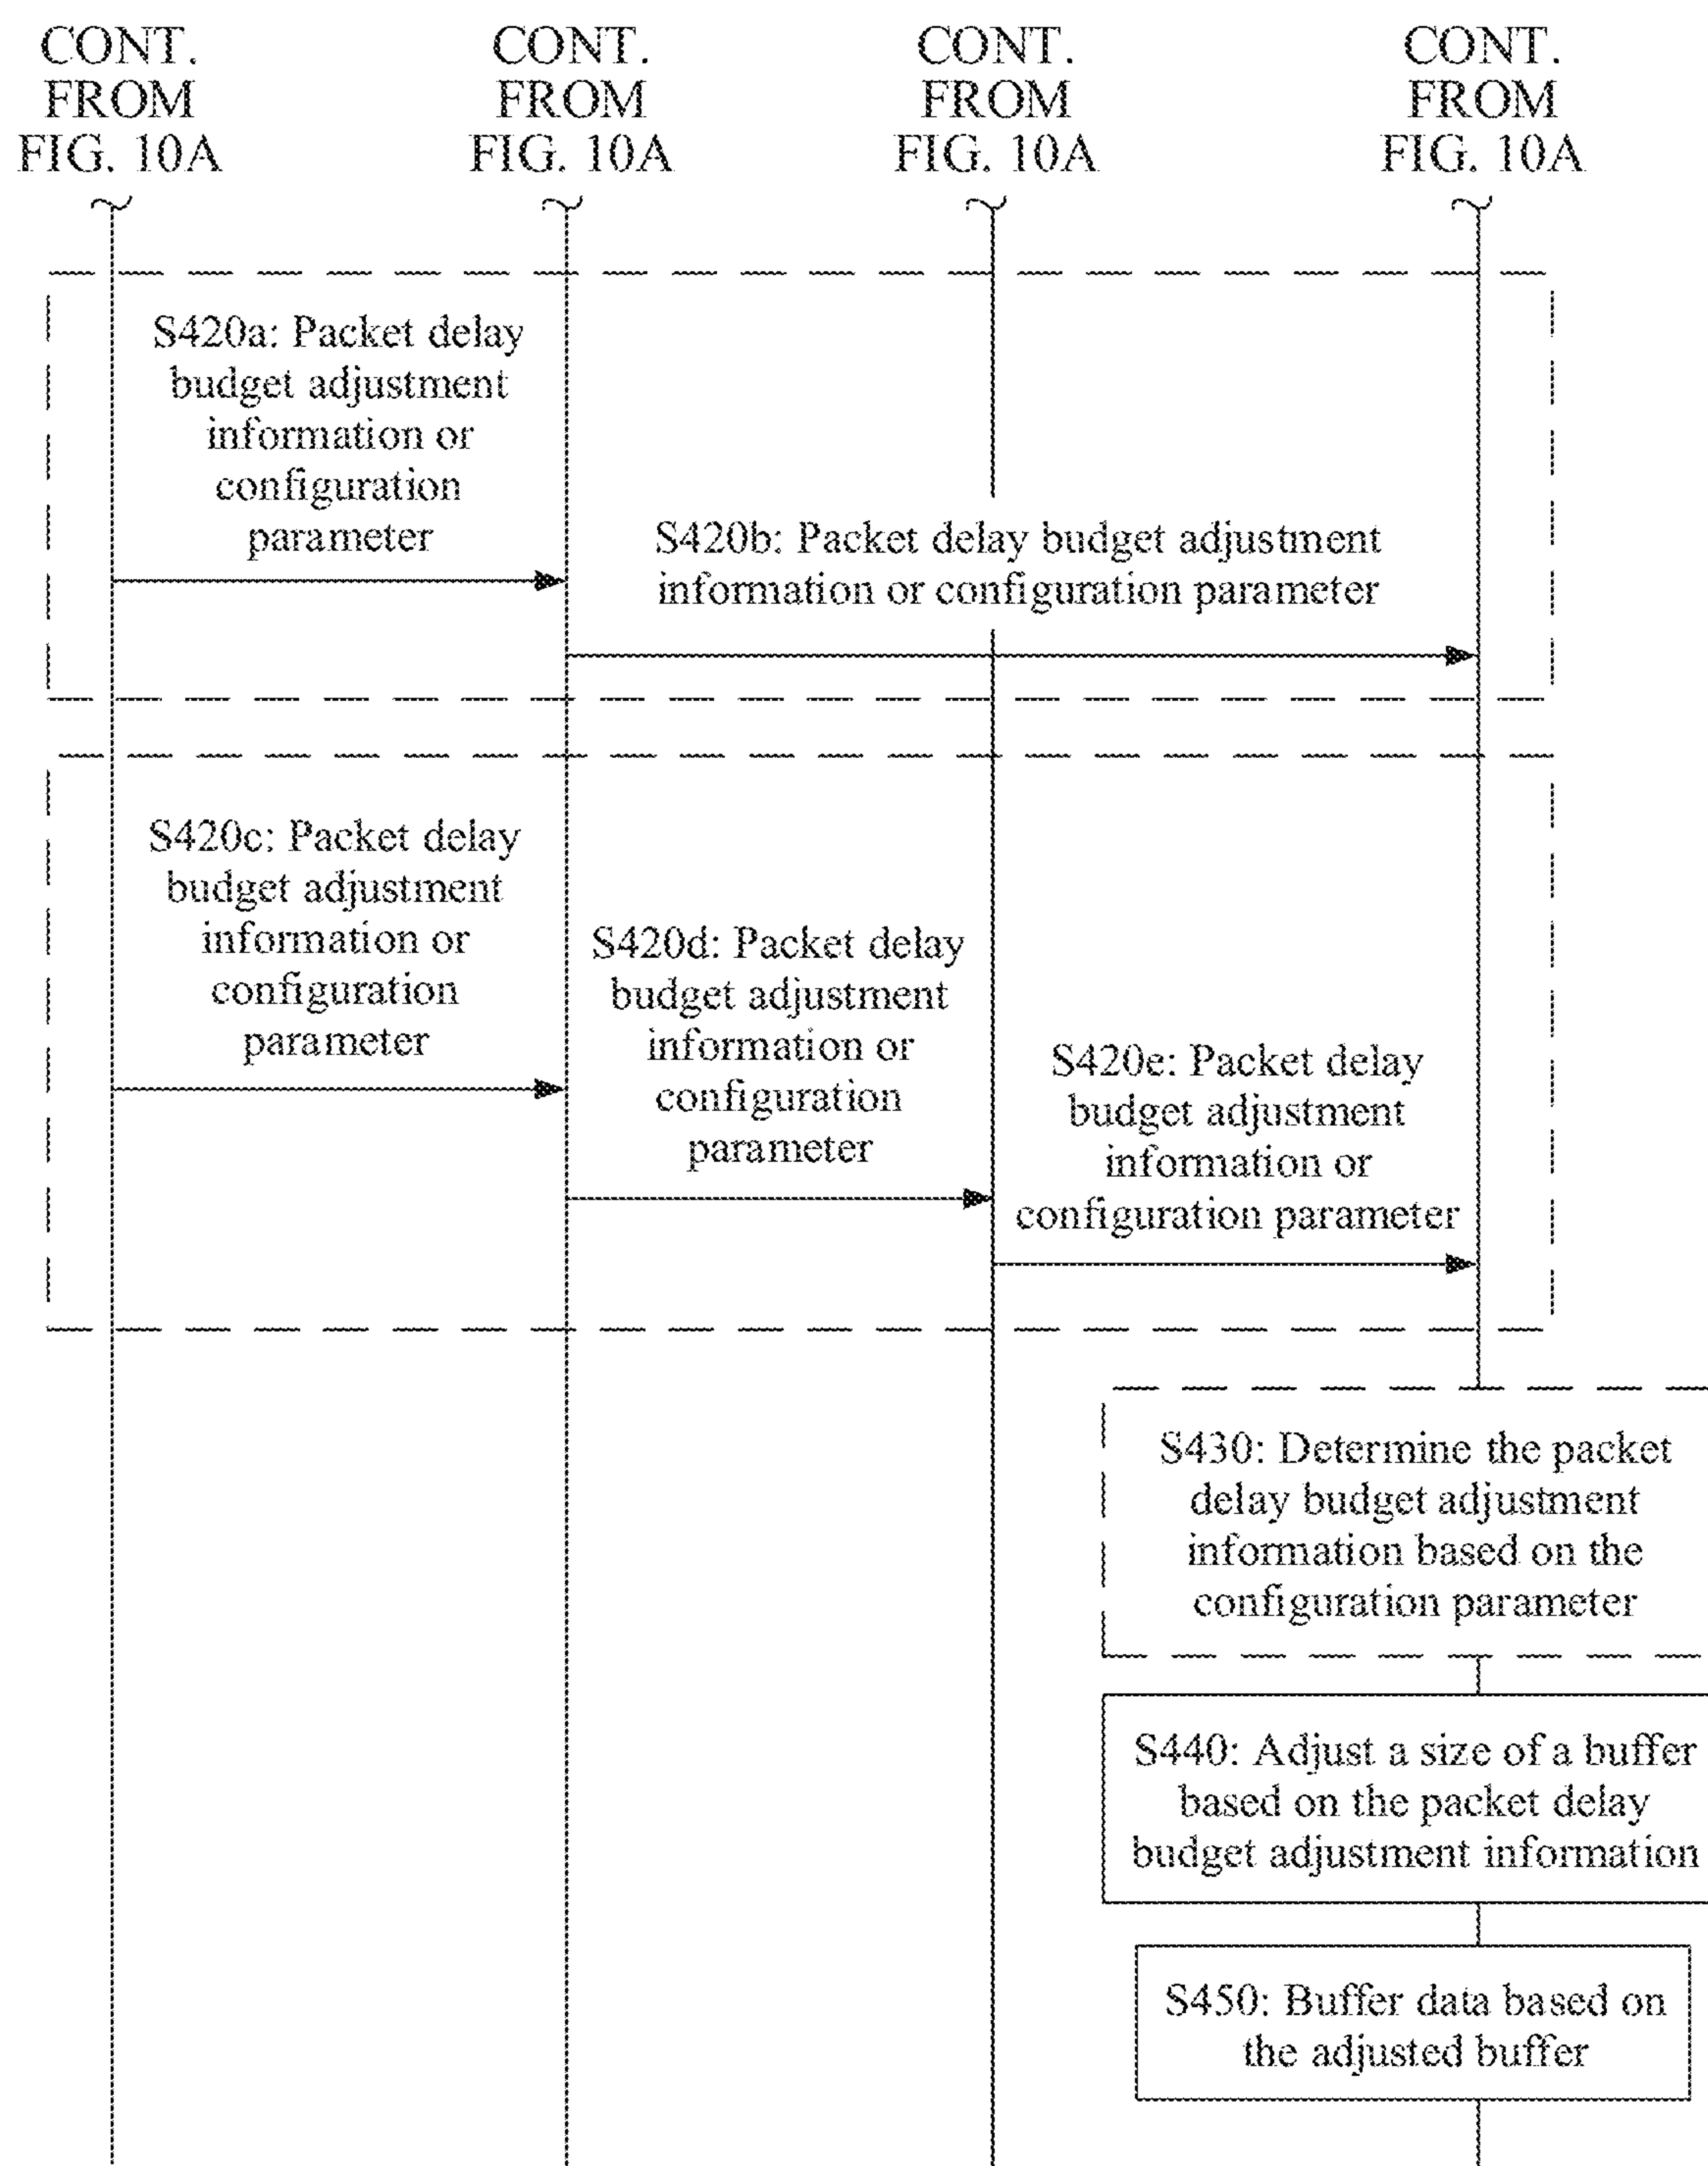 CONT.
FROM
FIG. 10A
CONT.
FROM
FIG. 10A
CONT.
FROM
FIG. 10A
CONT.
FROM
FIG. 10A
S420a: Packet delay
budget adjustment
information or
configuration
parameter
S420b: Packet delay budget adjustment
information or configuration parameter
S420c: Packet delay
budget adjustment
information or
configuration
parameter
S420d: Packet delay
budget adjustment
information or
configuration
parameter
S420e: Packet delay
budget adjustment
information or
configuration parameter
S430: Determine the packet
delay budget adjustment
information based on the
configuration parameter
S440: Adjust a size of a buffer
based on the packet delay
budget adjustment information
S450: Buffer data based on
the adjusted buffer